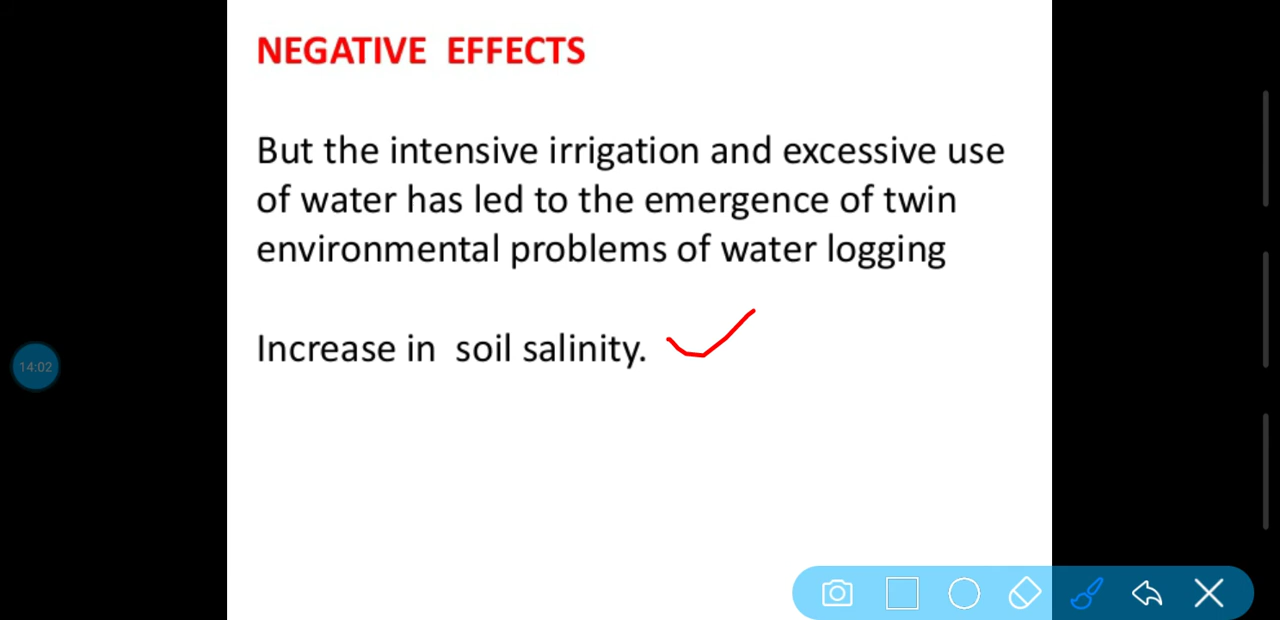 NEGATIVE EFFECTS
But the intensive irrigation and excessive use
of water has led to the emergence of twin
environmental problems of water logging
Increase in soil salinity.
14:02